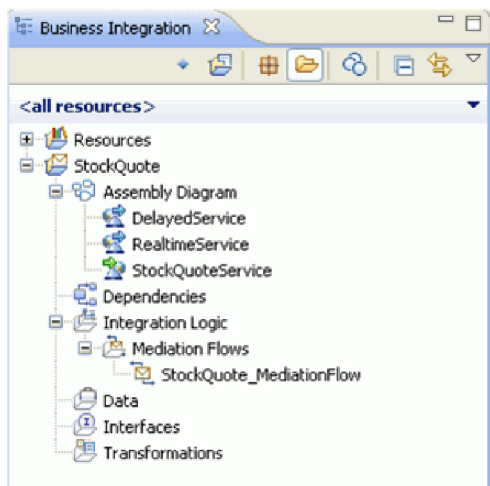 Business Integration
<all resources>
Resources
StockQuote
Assembly Diagram
DelayedService
RealtimeService
StockQuoteService
Dependencies
Integration Logic
Mediation Flows
StockQuote_MediationFlow
Data
Interfaces
Transformations